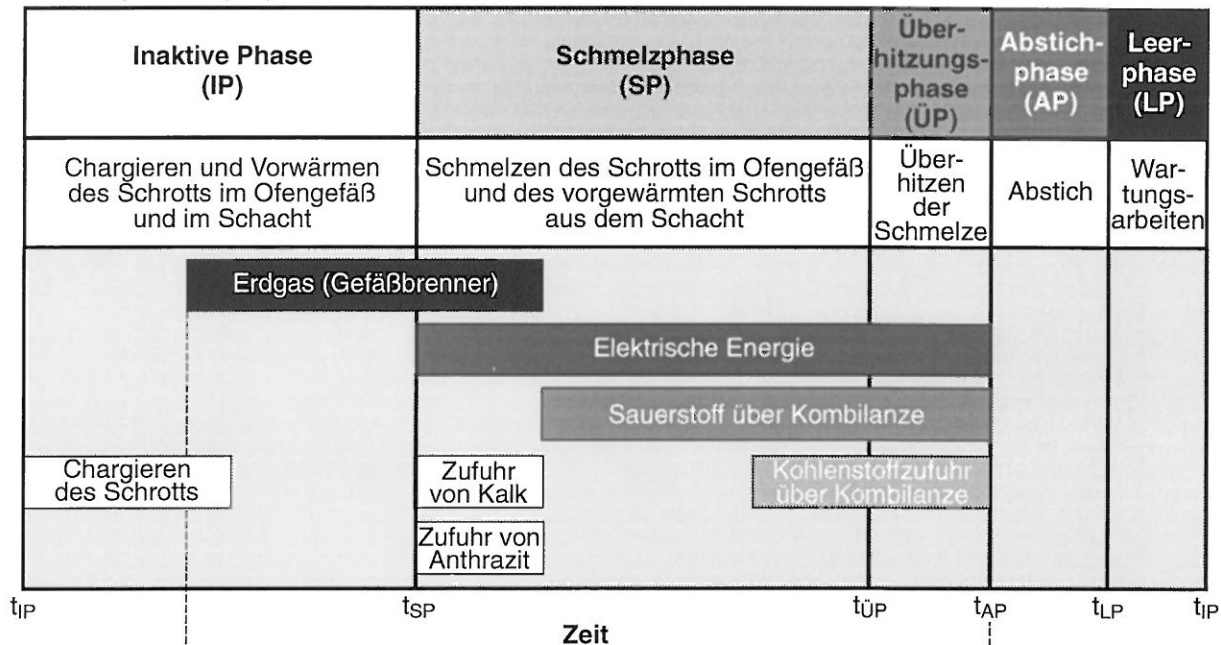 Inaktive Phase
(IP)
Schmelzphase
(SP)
Über-
hitzungs-
phase
(ÜP)
Abstich-
phase
(AP)
Leer-
phase
(LP)
Chargieren und Vorwärmen
des Schrotts im Ofengefäß
und im Schacht
Schmelzen des Schrotts im Ofengefäß
und des vorgewärmten Schrotts
aus dem Schacht
Über-
hitzen
der
Schmelze
Abstich
War-
tungs-
arbeiten
Erdgas (Gefäßbrenner)
Elektrische Energie
Sauerstoff über Kombilanze
Chargieren
des Schrotts
Zufuhr
von Kalk
Kohlenstoffzufuhr
über Kombilanze
Zufuhr von
Anthrazit
tIP
tSP
tÜP
tAP
tLP
tIP
Zeit